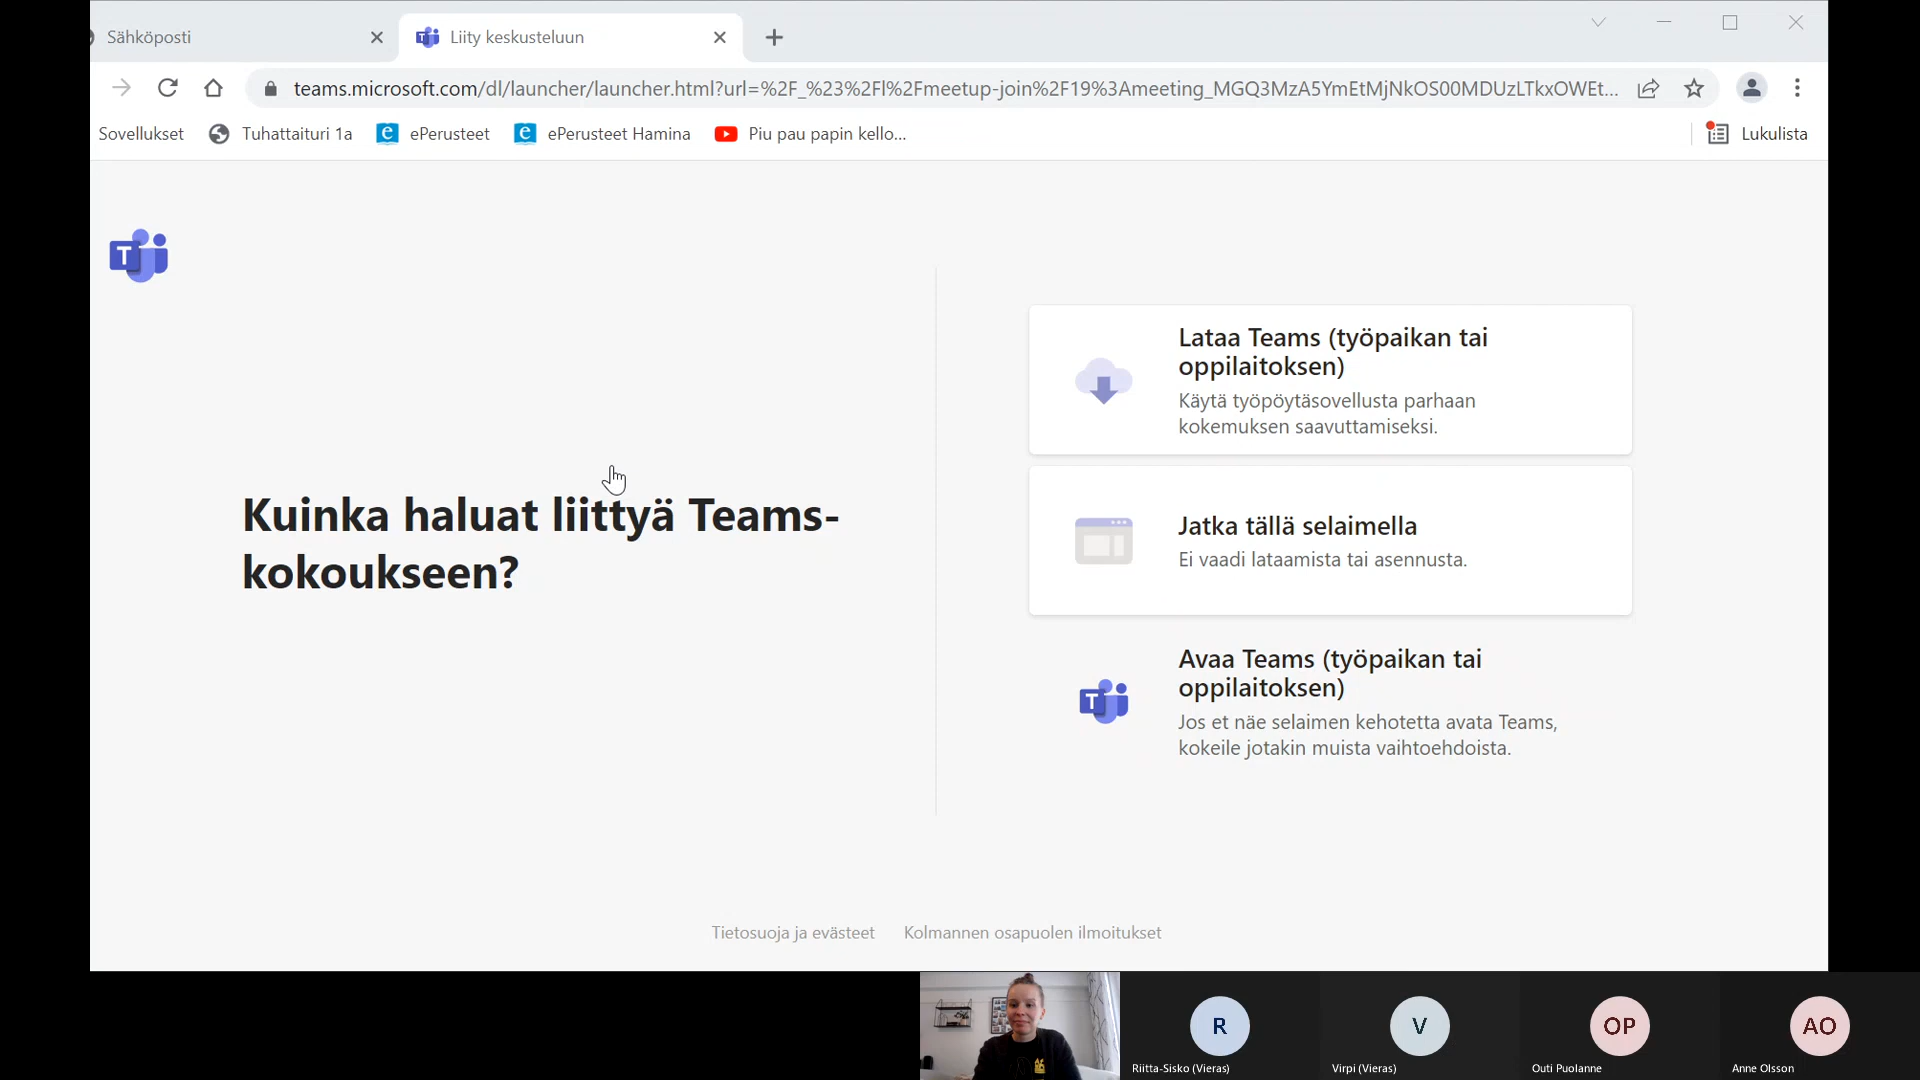 Sähköposti
Liity keskusteluun
teams.microsoft.com/dl/launcher/launcher.html?url=%2F_%23%2Fl%2Fmeetup-join%2F19%3Ameeting_MGQ3MzA5YmEtMjNkOS00MDUzLTkxOWEt...
Sovellukset
Tuhattaituri 1a
ePerusteet
ePerusteet Hamina
Piu pau papin kello...
Lukulista
T
Kuinka haluat liittyä Teams-
kokoukseen?
Lataa Teams (työpaikan tai
oppilaitoksen)
Käytä työpöytäsovellusta parhaan
kokemuksen saavuttamiseksi.
Jatka tällä selaimella
Ei vaadi lataamista tai asennusta.
T
Avaa Teams (työpaikan tai
oppilaitoksen)
Jos et näe selaimen kehotetta avata Teams,
kokeile jotakin muista vaihtoehdoista.
Tietosuoja ja evästeet
Kolmannen osapuolen ilmoitukset
R
V
OP
AO
Riitta-Sisko (Vieras)
Virpi (Vieras)
Outi Puolanne
Anne Olsson